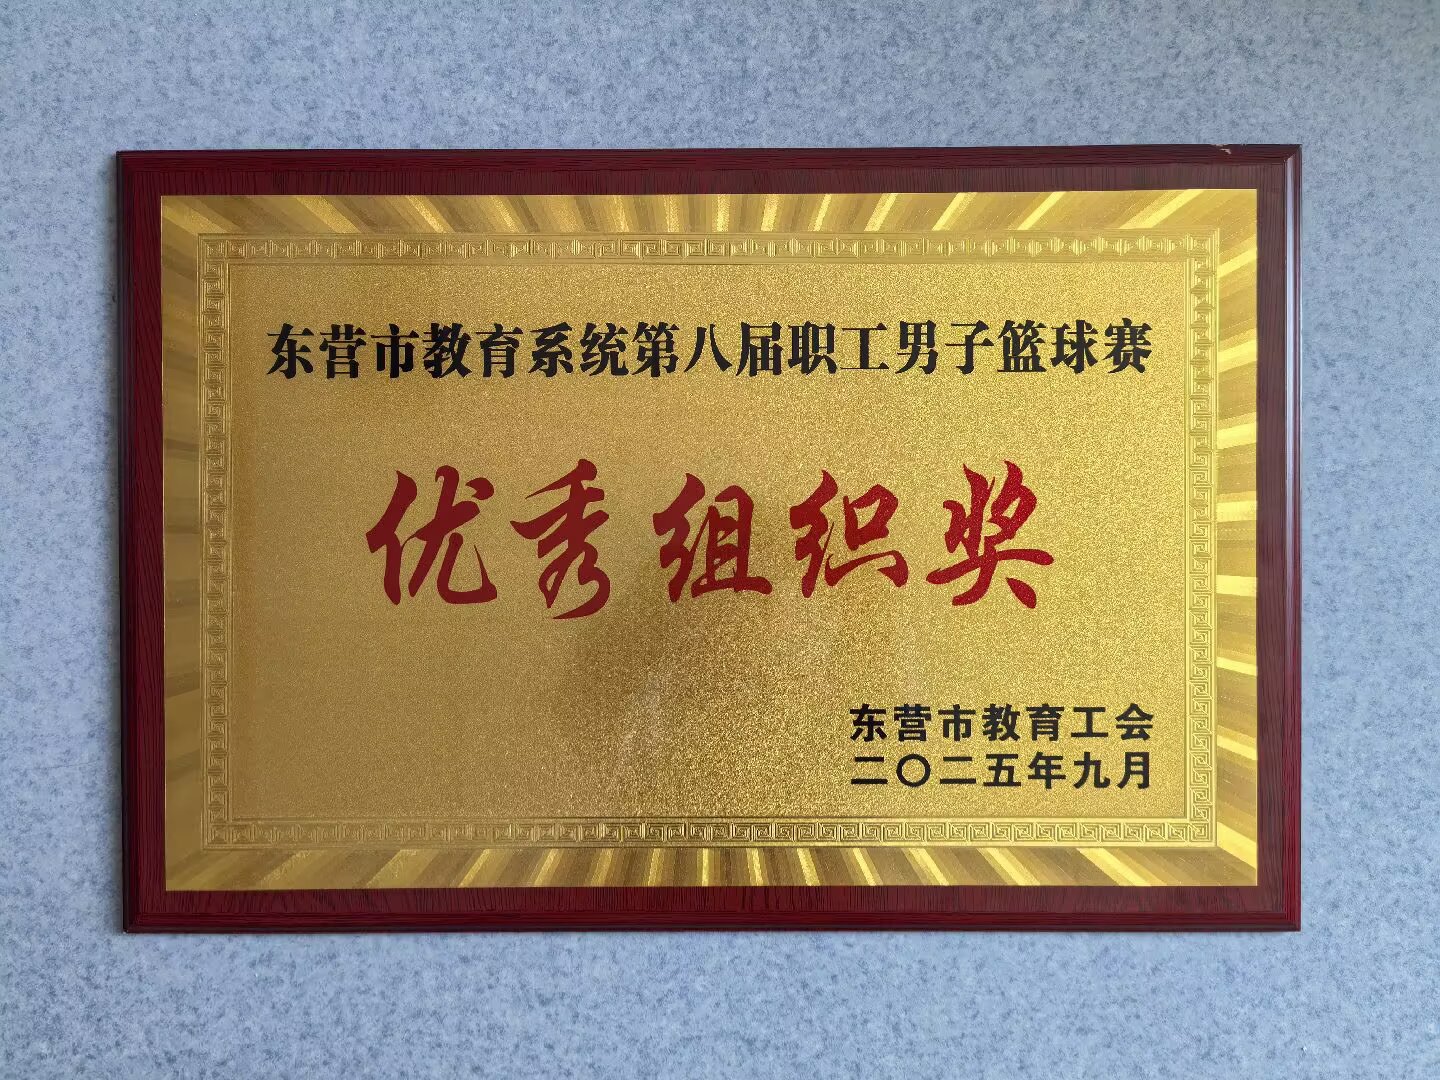 东营市教育系统第八届职工男子篮球赛
优秀组织奖
东营市教育工会
二〇二五年九月